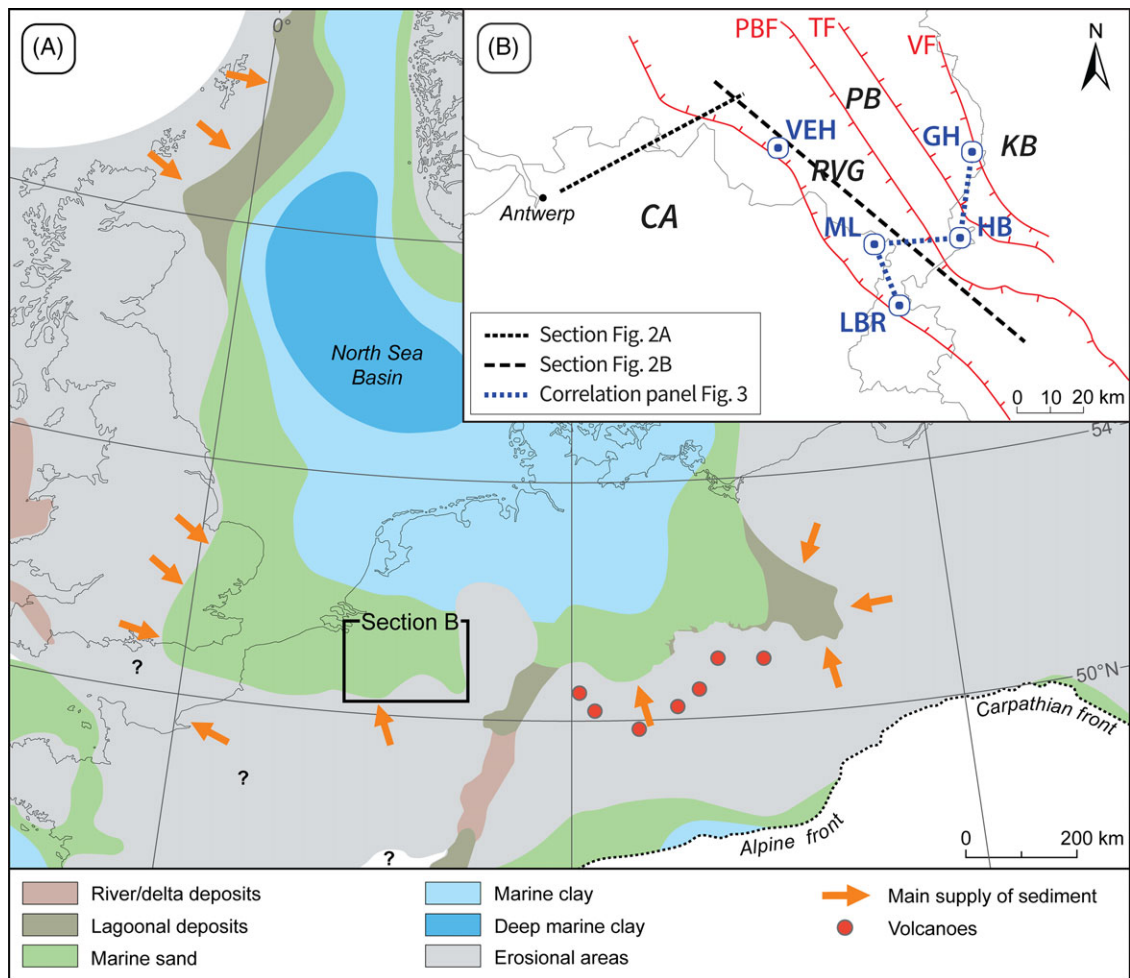 (A)
0°
(B)
PBF
TF
VF
N
PB
VEH
GH
KB
RVG
Antwerp
CA
ML
HB
LBR
Section Fig. 2A
Section Fig. 2B
Correlation panel Fig. 3
0 20 km
North Sea
Basin
54
Section B
?
50°N
?
?
Carpathian front
Alpine front
0 200 km
River/delta deposits
Lagoonal deposits
Marine sand
Marine clay
Deep marine clay
Erosional areas
Main supply of sediment
Volcanoes